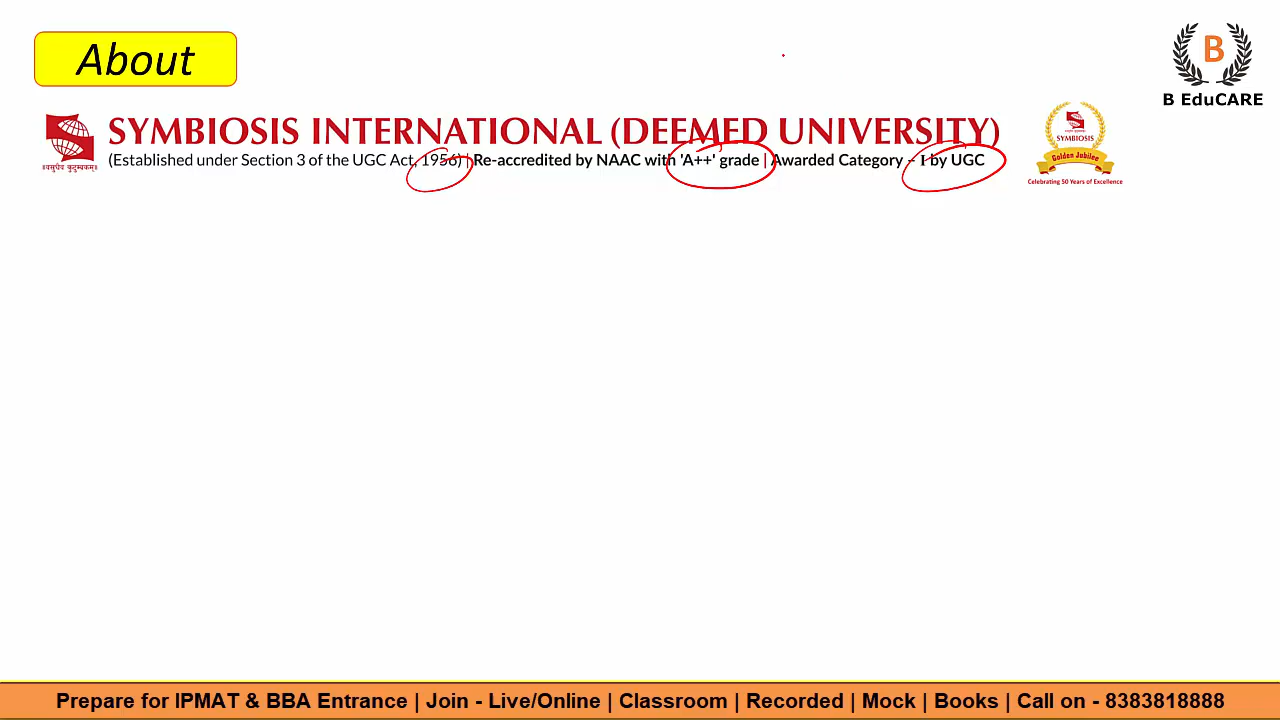 About
B
B EduCARE
SYMBIOSIS INTERNATIONAL (DEEMED UNIVERSITY)
(Established under Section 3 of the UGC Act, 1956) | Re-accredited by NAAC with 'A++' grade | Awarded Category – I by UGC
॥वसुधैव कुटुम्बकम्॥
SYMBIOSIS
Golden Jubilee
Celebrating 50 Years of Excellence
Prepare for IPMAT & BBA Entrance | Join - Live/Online | Classroom | Recorded | Mock | Books | Call on - 8383818888